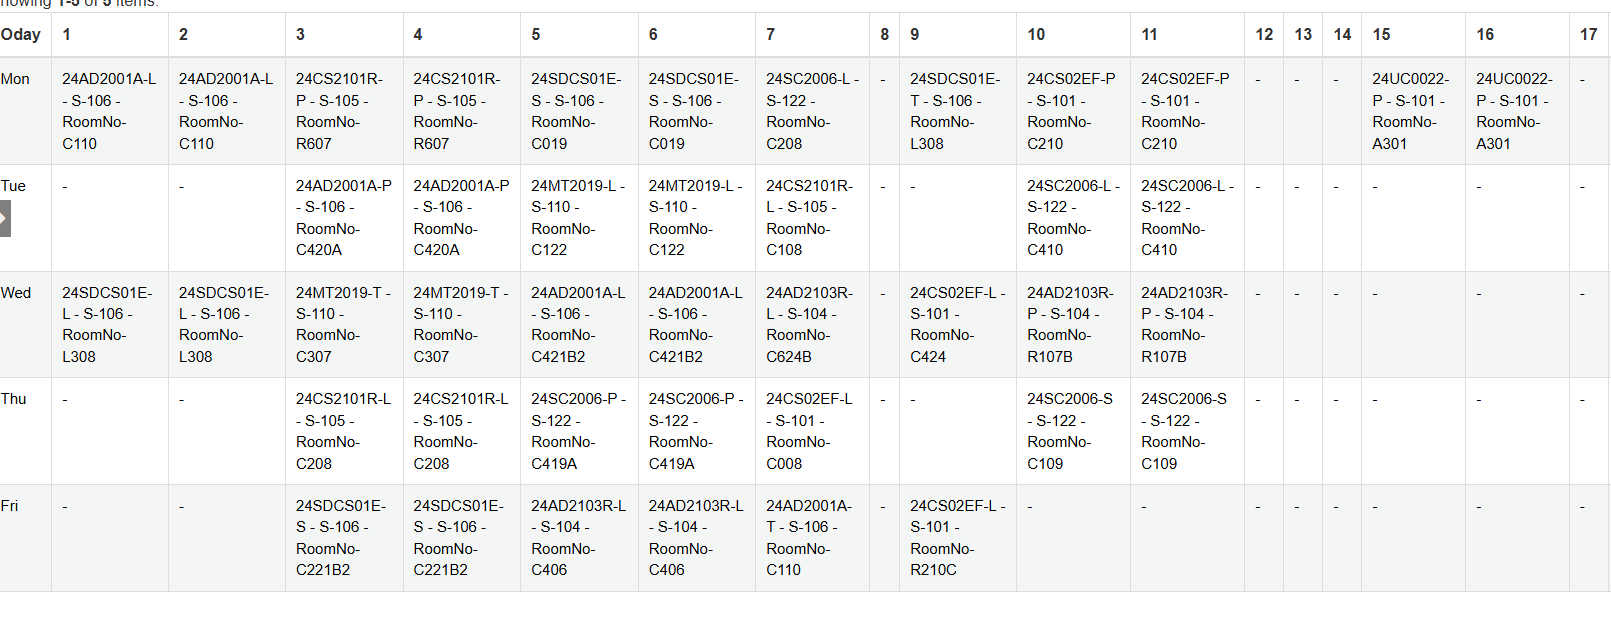 nowing 1-5 of 5 items.
Oday 1 2 3 4 5 6 7 8 9 10 11 12 13 14 15 16 17
Mon 24AD2001A-L 24AD2001A-L 24CS2101R- 24CS2101R- 24SDCS01E- 24SDCS01E- 24SC2006-L - - 24SDCS01E- 24CS02EF-P 24CS02EF-P - - - 24UC0022- 24UC0022- -
- S-106 - - S-106 - P - S-105 - P - S-105 - S - S-106 - S - S-106 - S-122 - T - S-106 - - S-101 - - S-101 - P - S-101 - P - S-101 -
RoomNo- RoomNo- RoomNo- RoomNo- RoomNo- RoomNo- RoomNo- RoomNo- RoomNo- RoomNo- RoomNo- RoomNo-
C110 C110 R607 R607 C019 C019 C208 L308 C210 C210 A301 A301
Tue - - 24AD2001A-P 24AD2001A-P 24MT2019-L - 24MT2019-L - 24CS2101R- - - 24SC2006-L - 24SC2006-L - - - - - - -
- S-106 - - S-106 - S-110 - S-110 - L - S-105 - S-122 - S-122 -
RoomNo- RoomNo- RoomNo- RoomNo- RoomNo- RoomNo- RoomNo-
C420A C420A C122 C122 C108 C410 C410
Wed 24SDCS01E- 24SDCS01E- 24MT2019-T - 24MT2019-T - 24AD2001A-L 24AD2001A-L 24AD2103R- - 24CS02EF-L - 24AD2103R- 24AD2103R- - - - - - -
L - S-106 - L - S-106 - S-110 - S-110 - - S-106 - - S-106 - L - S-104 - S-101 - P - S-104 - P - S-104 -
RoomNo- RoomNo- RoomNo- RoomNo- RoomNo- RoomNo- RoomNo- RoomNo- RoomNo- RoomNo-
L308 L308 C307 C307 C421B2 C421B2 C624B C424 R107B R107B
Thu - - 24CS2101R-L 24CS2101R-L 24SC2006-P - 24SC2006-P - 24CS02EF-L - - 24SC2006-S 24SC2006-S - - - - - -
- S-105 - - S-105 - S-122 - S-122 - - S-101 - - S-122 - - S-122 -
RoomNo- RoomNo- RoomNo- RoomNo- RoomNo- RoomNo- RoomNo-
C208 C208 C419A C419A C008 C109 C109
Fri - - 24SDCS01E- 24SDCS01E- 24AD2103R-L 24AD2103R-L 24AD2001A- - 24CS02EF-L - - - - - - - - -
S - S-106 - S - S-106 - - S-104 - - S-104 - T - S-106 - S-101 -
RoomNo- RoomNo- RoomNo- RoomNo- RoomNo- RoomNo-
C221B2 C221B2 C406 C406 C110 R210C